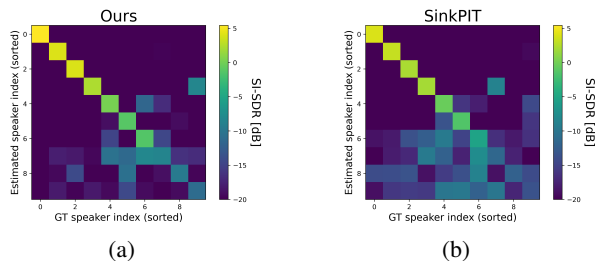 Ours
Estimated speaker index (sorted)
0
2
4
6
8
0 2 4 6 8
GT speaker index (sorted)
5
0
−5
−10
−15
−20
SI-SDR [dB]
(a)
SinkPIT
Estimated speaker index (sorted)
0
2
4
6
8
0 2 4 6 8
GT speaker index (sorted)
5
0
−5
−10
−15
−20
SI-SDR [dB]
(b)